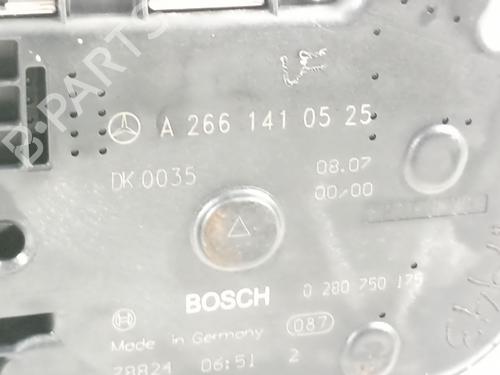 B-PARTS
A 266 141 05 25
DK 0035
08.07
00/00
BOSCH
0 280 750 175
Made in Germany
087
28824 06:51 2